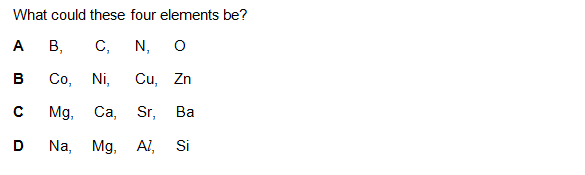 What could these four elements be?
A B, C, N, O
B Co, Ni, Cu, Zn
C Mg, Ca, Sr, Ba
D Na, Mg, Al, Si